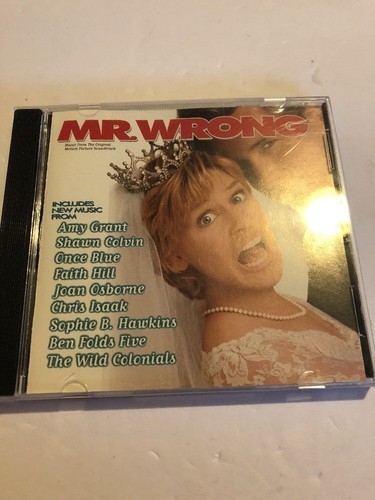 MR. WRONG
Music From The Original
Motion Picture Soundtrack
INCLUDES
NEW MUSIC
FROM
Amy Grant
Shawn Colvin
Once Blue
Faith Hill
Joan Osborne
Chris Isaak
Sophie B. Hawkins
Ben Folds Five
The Wild Colonials